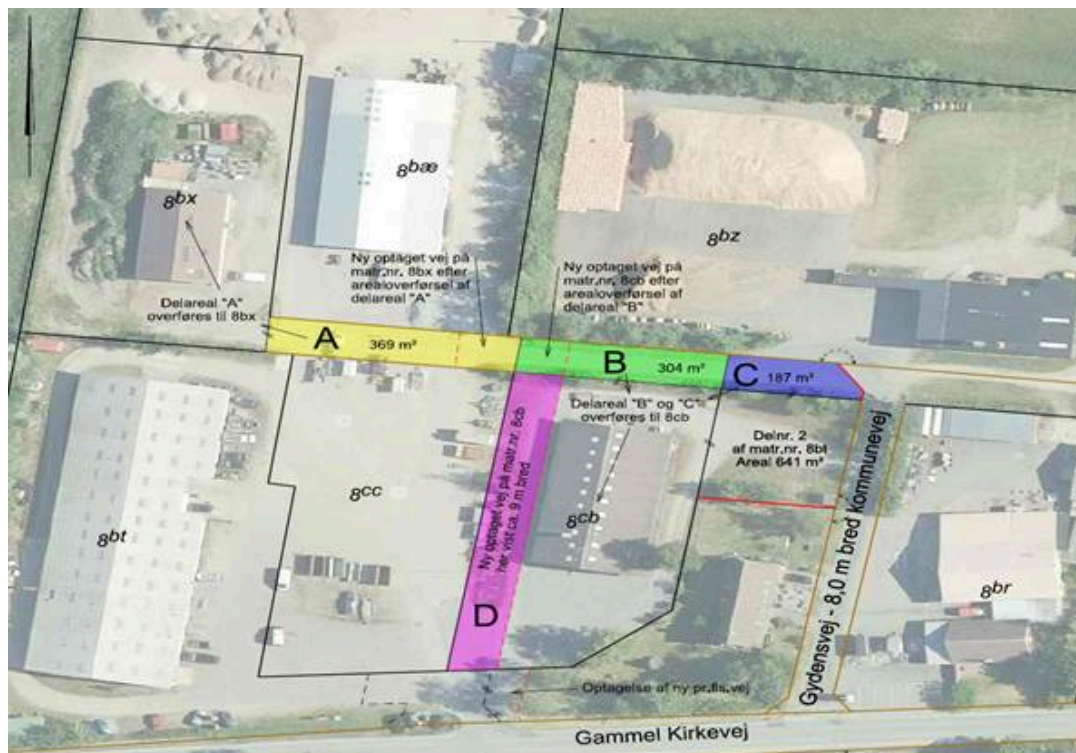 8bæ
8bx
8bz
Ny optaget vej på
matr.nr. 8bx efter
arealoverførsel af
delareal "A"
Ny optaget vej på
matr.nr. 8cb efter
arealoverførsel af
delareal "B"
Delareal "A"
overføres til 8bx
A
369 m²
B
304 m²
C
187 m²
Delareal "B" og "C"
overføres til 8cb
Delnr. 2
af matr.nr. 8bt
Areal 641 m²
8cc
Ny optaget vej på matr.nr. 8cb
her vist ca. 9 m bred
8cb
8bt
D
Gydensvej - 8,0 m bred kommunevej
8br
Optagelse af ny pr.fls.vej
Gammel Kirkevej